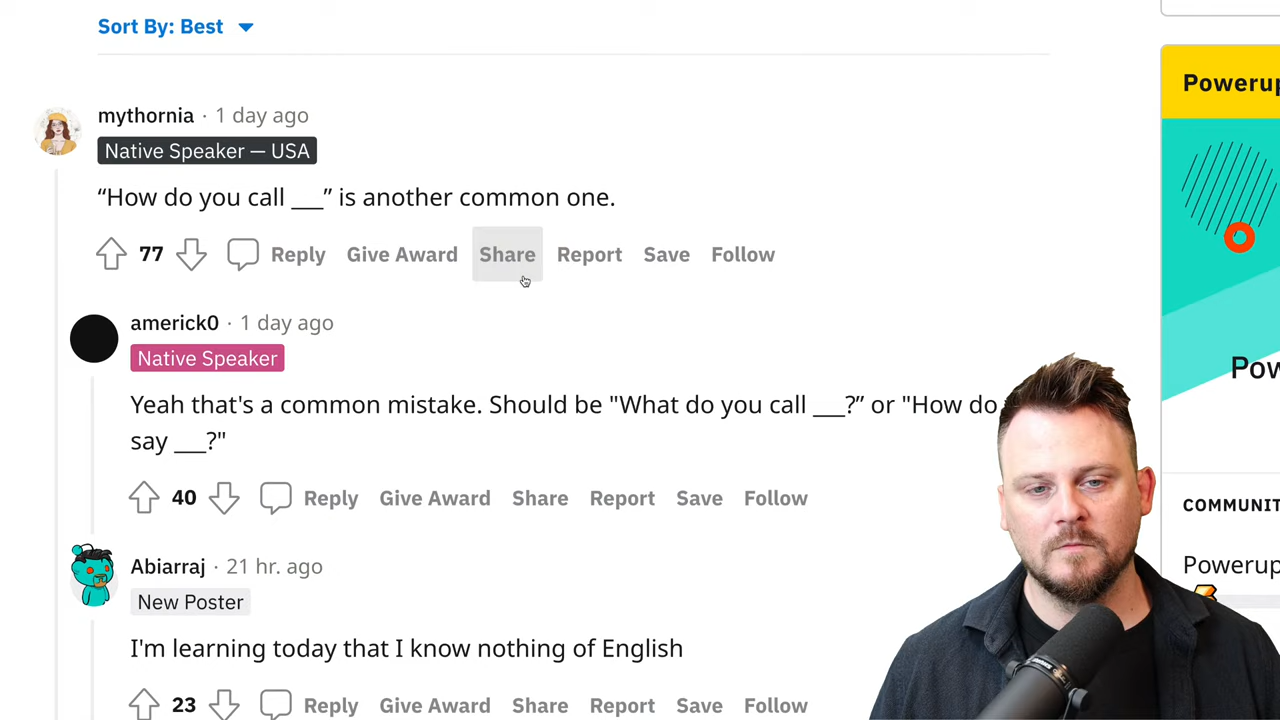 Sort By: Best
mythornia · 1 day ago
Native Speaker — USA
“How do you call ___” is another common one.
77 Reply Give Award Share Report Save Follow
americk0 · 1 day ago
Native Speaker
Yeah that's a common mistake. Should be "What do you call ___?” or "How do
say ___?"
40 Reply Give Award Share Report Save Follow
Abiarraj · 21 hr. ago
New Poster
I'm learning today that I know nothing of English
23 Reply Give Award Share Report Save Follow
Powerup
Pow
COMMUNIT
Powerup